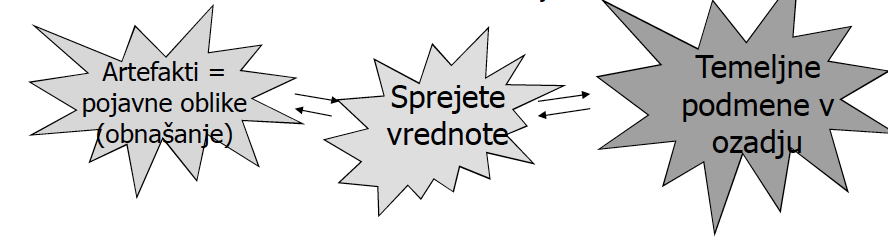 Artefakti =
pojavne oblike
(obnašanje)
Sprejete
vrednote
Temeljne
podmene v
ozadju